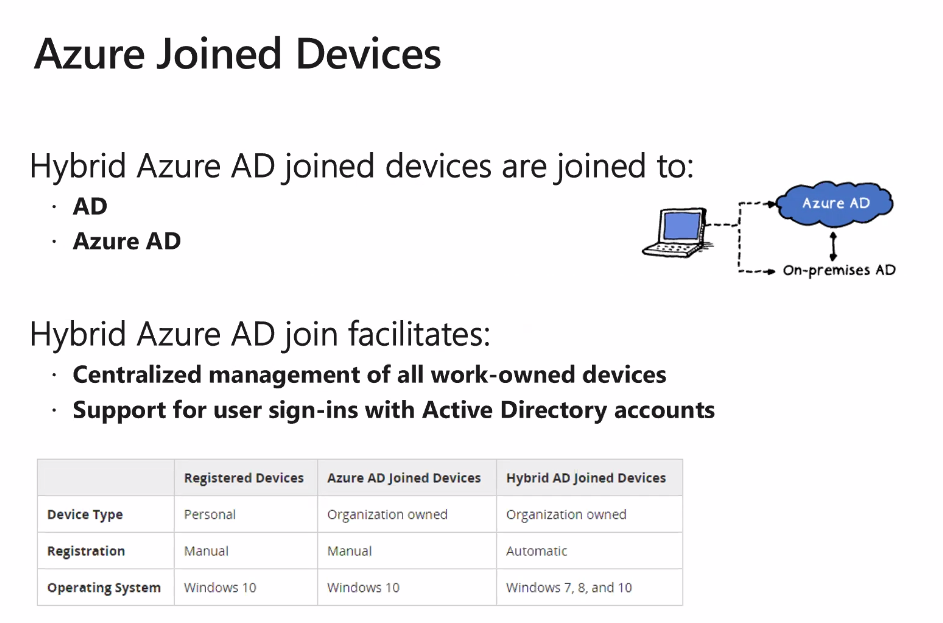 Azure Joined Devices
Hybrid Azure AD joined devices are joined to:
· AD
· Azure AD
Azure AD
On-premises AD
Hybrid Azure AD join facilitates:
· Centralized management of all work-owned devices
· Support for user sign-ins with Active Directory accounts
Registered Devices Azure AD Joined Devices Hybrid AD Joined Devices
Device Type Personal Organization owned Organization owned
Registration Manual Manual Automatic
Operating System Windows 10 Windows 10 Windows 7, 8, and 10